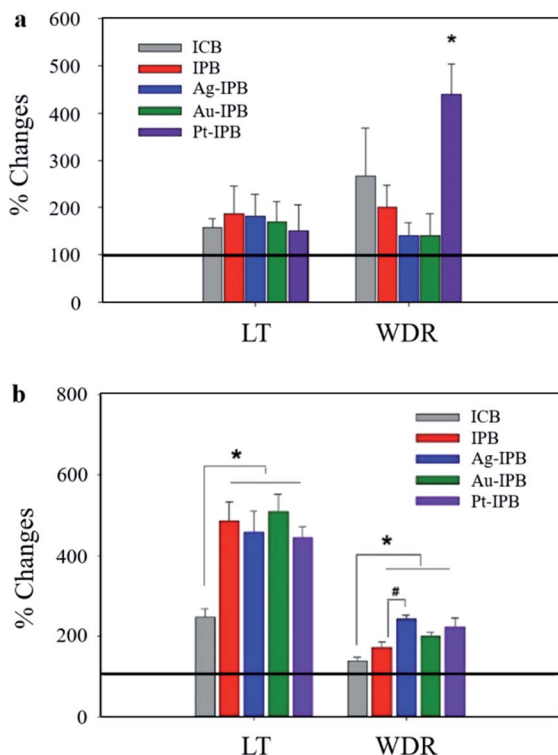 a
600
500
400
300
200
100
0
% Changes
ICB
IPB
Ag-IPB
Au-IPB
Pt-IPB
*
LT WDR
b
800
600
400
200
0
% Changes
ICB
IPB
Ag-IPB
Au-IPB
Pt-IPB
*
*
#
LT WDR